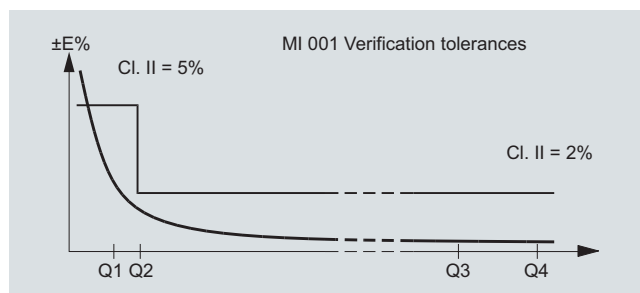 ±E%
MI 001 Verification tolerances
Cl. II = 5%
Cl. II = 2%
Q1 Q2 Q3 Q4